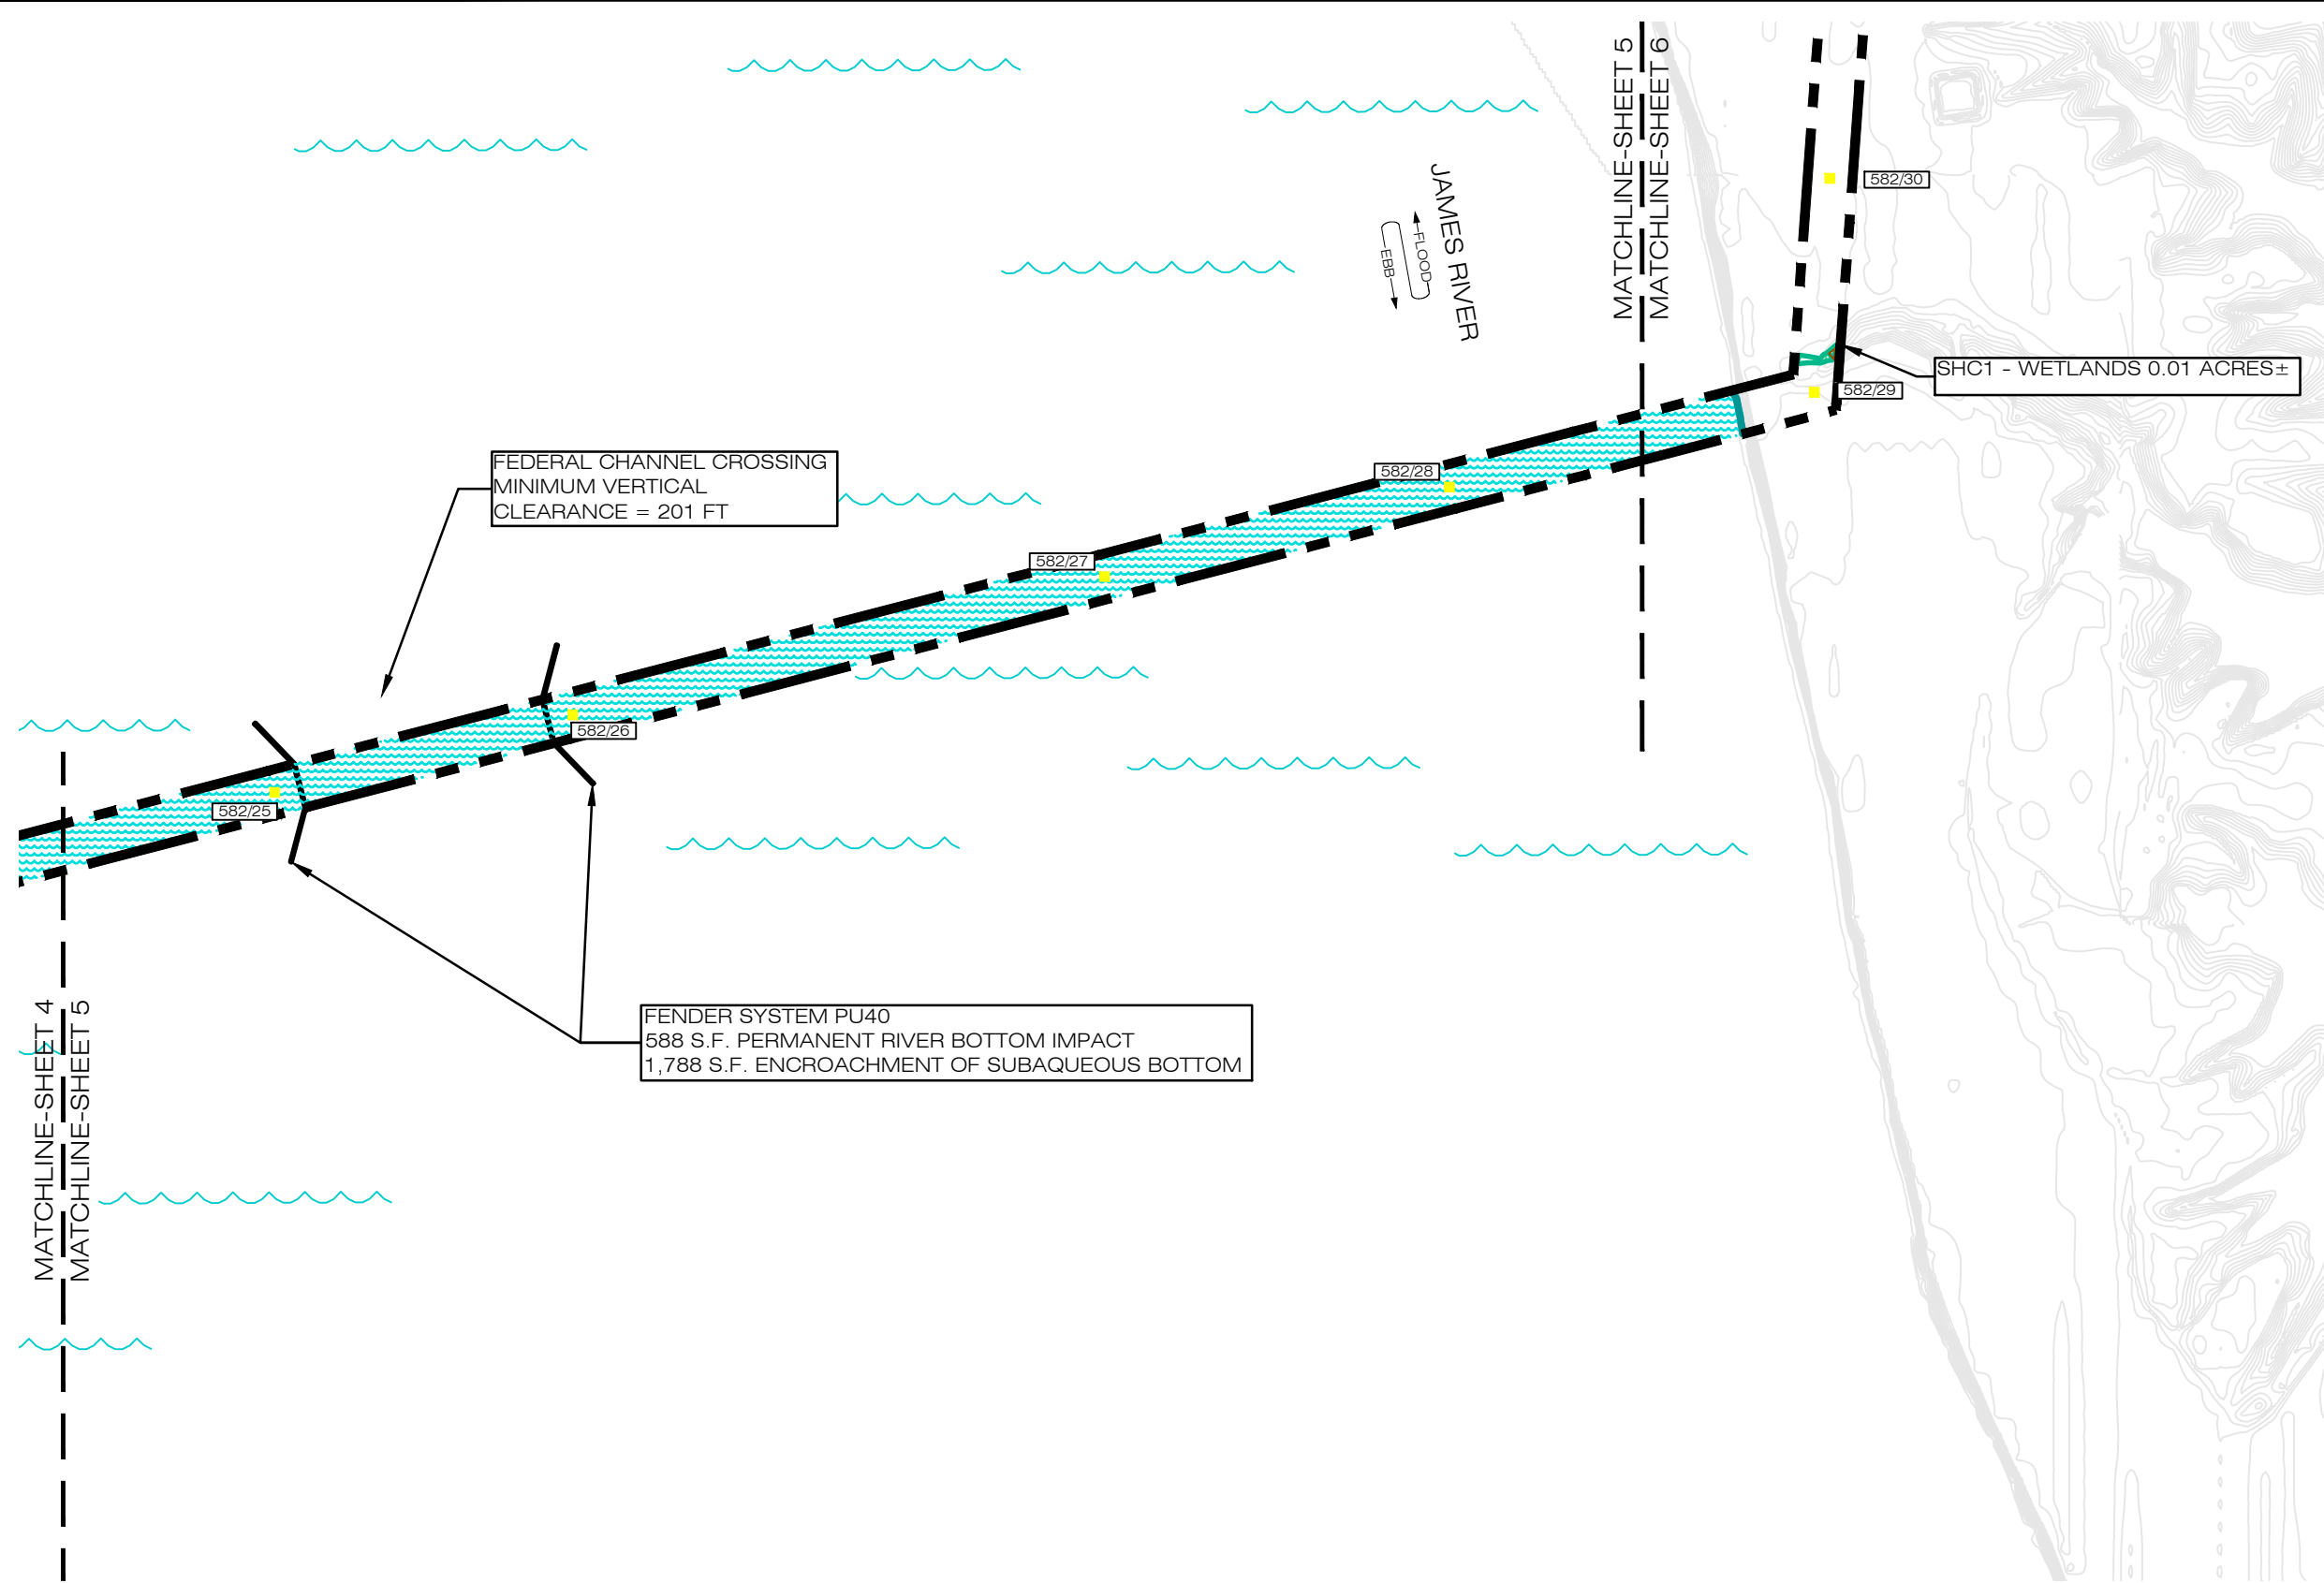 MATCHLINE-SHEET 5
MATCHLINE-SHEET 6
JAMES RIVER
FLOOD
EBB
582/30
SHC1 - WETLANDS 0.01 ACRES±
582/29
FEDERAL CHANNEL CROSSING
MINIMUM VERTICAL
CLEARANCE = 201 FT
582/28
582/27
582/26
582/25
FENDER SYSTEM PU40
588 S.F. PERMANENT RIVER BOTTOM IMPACT
1,788 S.F. ENCROACHMENT OF SUBAQUEOUS BOTTOM
MATCHLINE-SHEET 4
MATCHLINE-SHEET 5